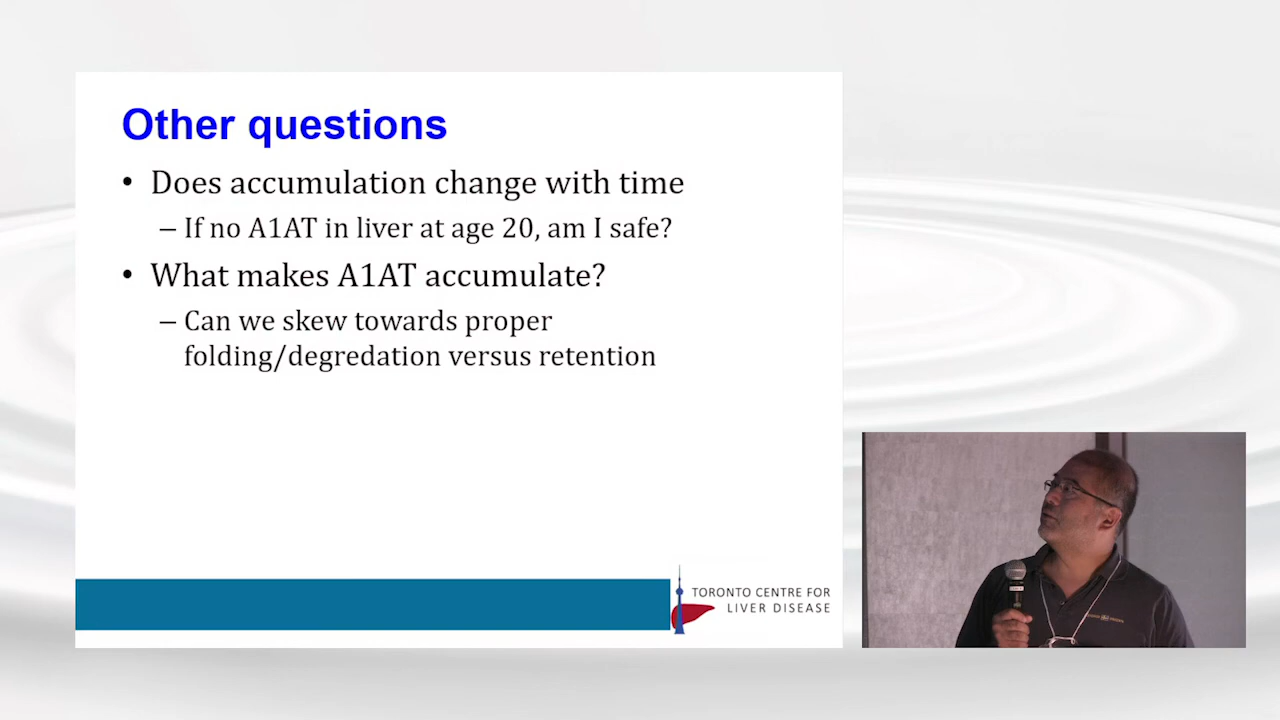 Other questions
• Does accumulation change with time
– If no A1AT in liver at age 20, am I safe?
• What makes A1AT accumulate?
– Can we skew towards proper
folding/degredation versus retention
TORONTO CENTRE FOR
LIVER DISEASE